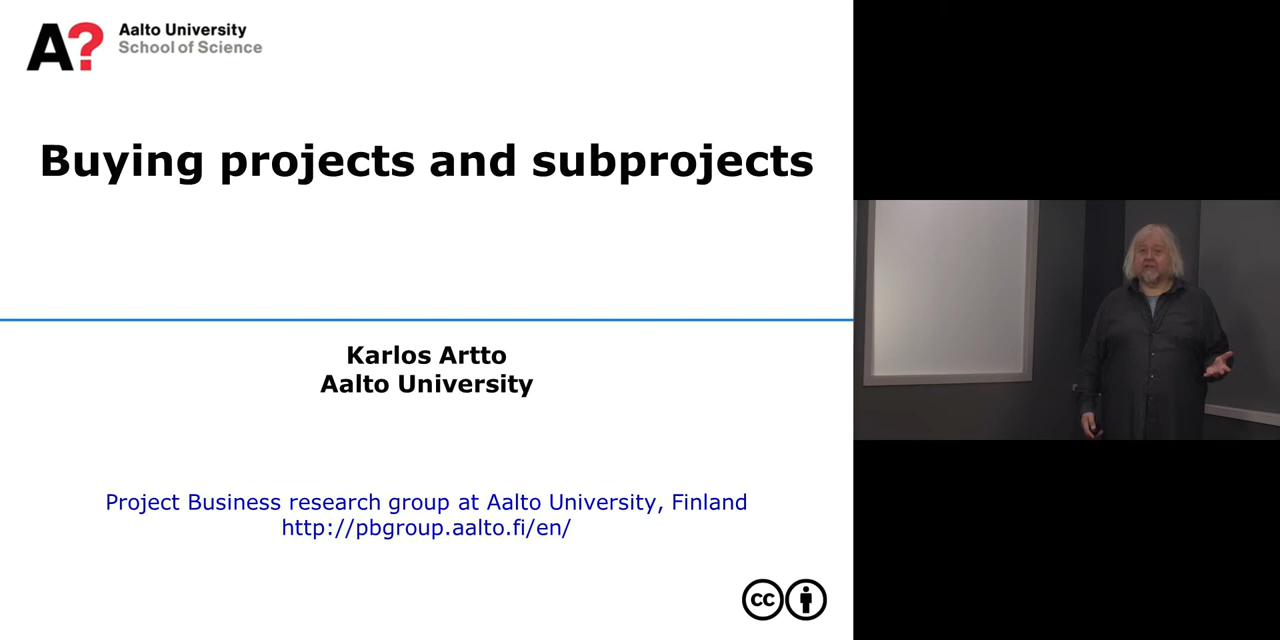 A?
Aalto University
School of Science
Buying projects and subprojects
Karlos Artto
Aalto University
Project Business research group at Aalto University, Finland
http://pbgroup.aalto.fi/en/
cc